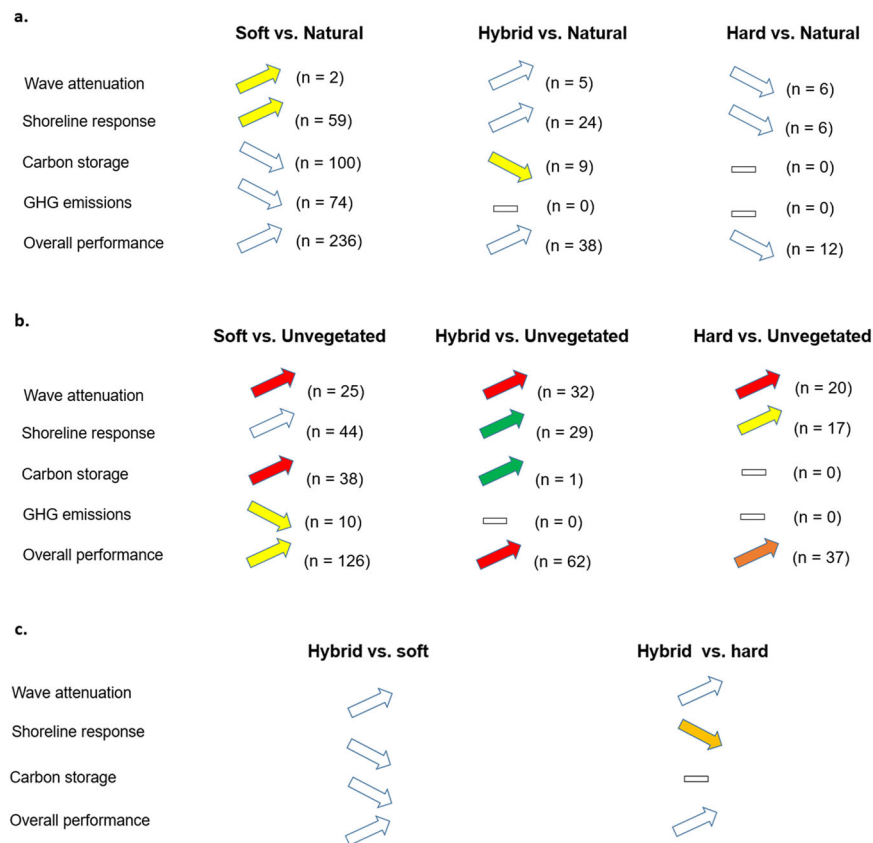 a.
Soft vs. Natural Hybrid vs. Natural Hard vs. Natural
Wave attenuation (n = 2) (n = 5) (n = 6)
Shoreline response (n = 59) (n = 24) (n = 6)
Carbon storage (n = 100) (n = 9) (n = 0)
GHG emissions (n = 74) (n = 0) (n = 0)
Overall performance (n = 236) (n = 38) (n = 12)
b.
Soft vs. Unvegetated Hybrid vs. Unvegetated Hard vs. Unvegetated
Wave attenuation (n = 25) (n = 32) (n = 20)
Shoreline response (n = 44) (n = 29) (n = 17)
Carbon storage (n = 38) (n = 1) (n = 0)
GHG emissions (n = 10) (n = 0) (n = 0)
Overall performance (n = 126) (n = 62) (n = 37)
c.
Hybrid vs. soft Hybrid vs. hard
Wave attenuation
Shoreline response
Carbon storage
Overall performance